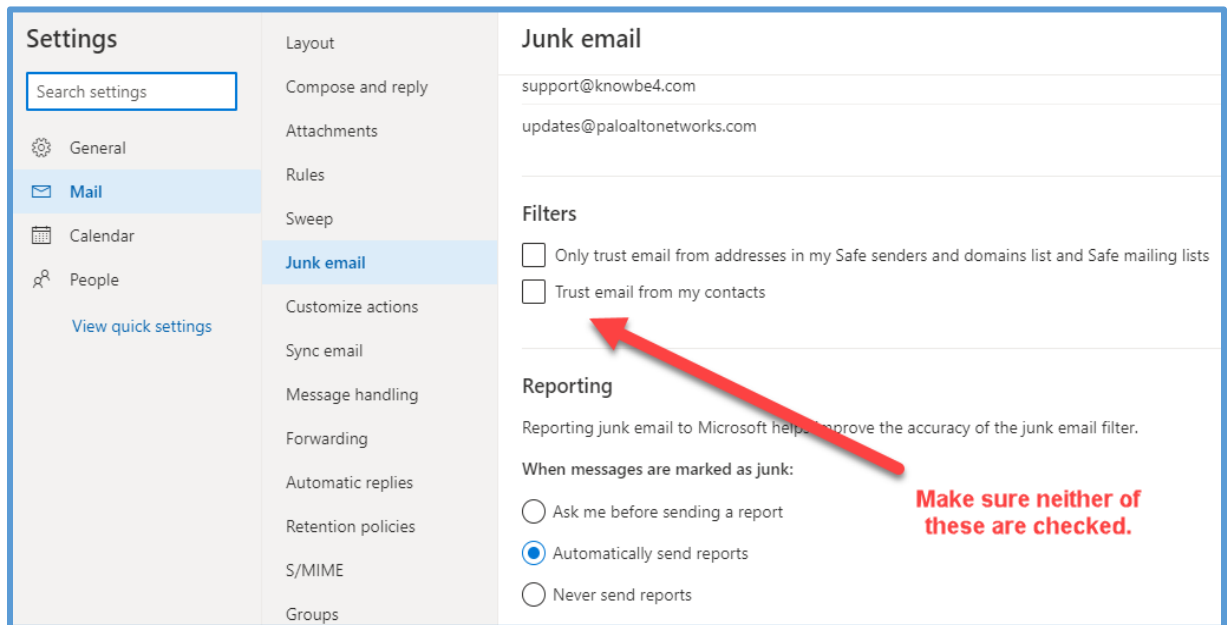 Settings
Search settings
General
Mail
Calendar
People
View quick settings
Layout
Compose and reply
Attachments
Rules
Sweep
Junk email
Customize actions
Sync email
Message handling
Forwarding
Automatic replies
Retention policies
S/MIME
Groups
Junk email
support@knowbe4.com
updates@paloaltonetworks.com
Filters
Only trust email from addresses in my Safe senders and domains list and Safe mailing lists
Trust email from my contacts
Reporting
Reporting junk email to Microsoft helps improve the accuracy of the junk email filter.
When messages are marked as junk:
Ask me before sending a report
Automatically send reports
Never send reports
Make sure neither of
these are checked.